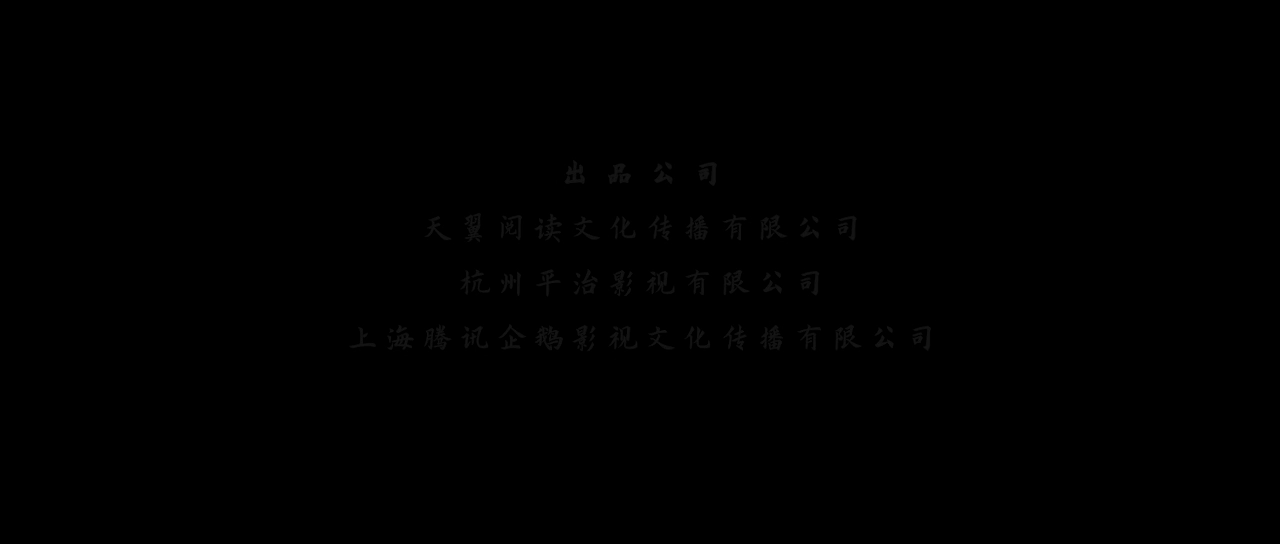 出品公司
天翼阅读文化传播有限公司
杭州平治影视有限公司
上海腾讯企鹅影视文化传播有限公司